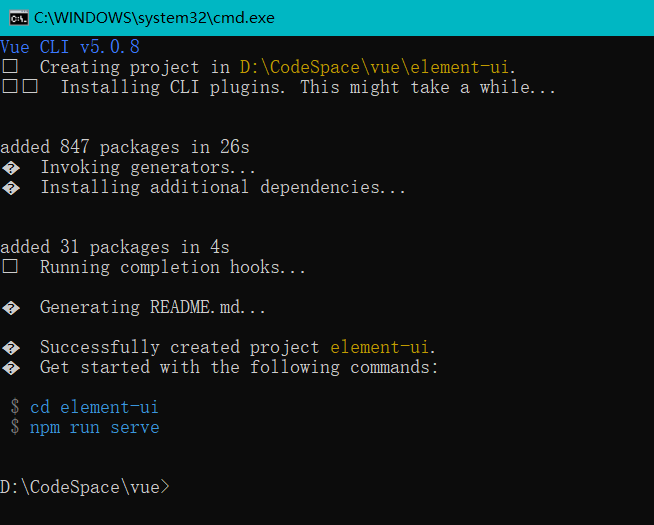 C:\WINDOWS\system32\cmd.exe
Vue CLI v5.0.8
□ Creating project in D:\CodeSpace\vue\element-ui.
□□ Installing CLI plugins. This might take a while...
added 847 packages in 26s
� Invoking generators...
� Installing additional dependencies...
added 31 packages in 4s
□ Running completion hooks...
� Generating README.md...
� Successfully created project element-ui.
� Get started with the following commands:
$ cd element-ui
$ npm run serve
D:\CodeSpace\vue>